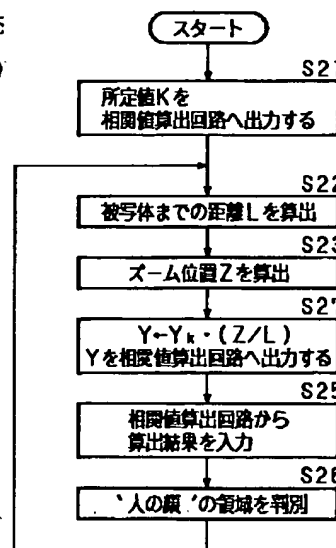 スタート
S21
所定値Kを
相関値算出回路へ出力する
S22
被写体までの距離Lを算出
S23
ズーム位置Zを算出
S27
Y←Yk・(Z/L)
Yを相関値算出回路へ出力する
S25
相関値算出回路から
算出結果を入力
S26
`人の顔´の領域を判別